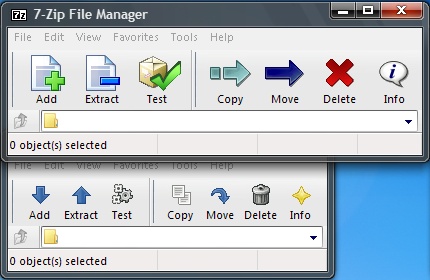 7-Zip File Manager
File Edit View Favorites Tools Help
Add Extract Test Copy Move Delete Info
0 object(s) selected
File Edit View Favorites Tools Help
Add Extract Test Copy Move Delete Info
0 object(s) selected